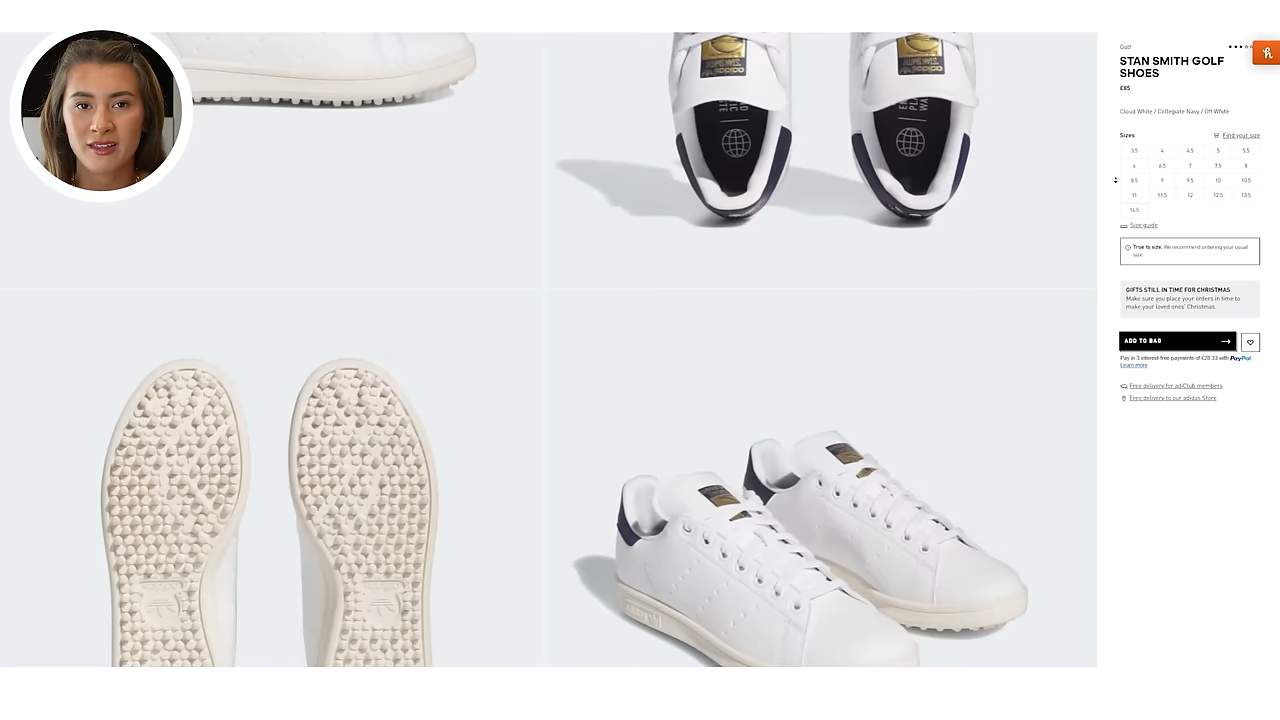 Golf
STAN SMITH GOLF
SHOES
£85
Cloud White / Collegiate Navy / Off White
Sizes
Find your size
3.5 4 4.5 5 5.5
6 6.5 7 7.5 8
8.5 9 9.5 10 10.5
11 11.5 12 12.5 13.5
14.5
Size guide
True to size. We recommend ordering your usual
size.
GIFTS STILL IN TIME FOR CHRISTMAS
Make sure you place your orders in time to
make your loved ones' Christmas.
ADD TO BAG
Pay in 3 interest-free payments of £28.33 with PayPal
Learn more
Free delivery for adiClub members
Free delivery to our adidas Store